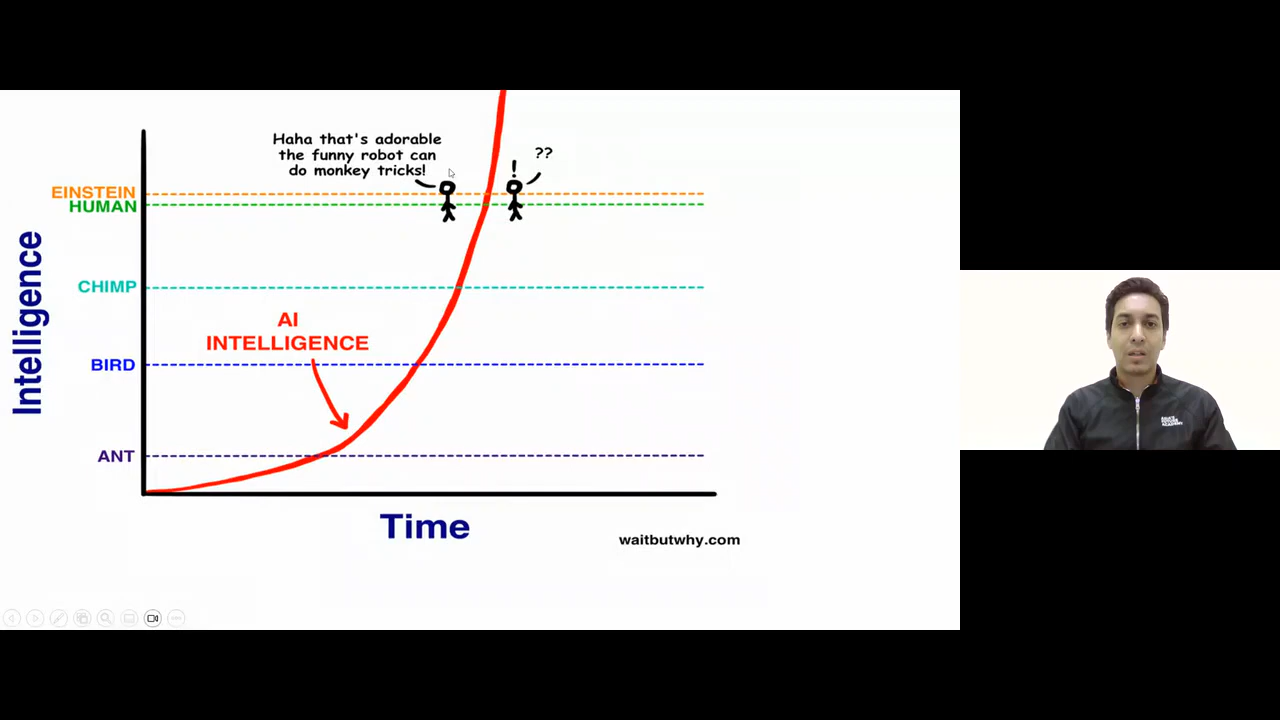 Haha that's adorable
the funny robot can
do monkey tricks!
!
??
EINSTEIN
HUMAN
CHIMP
BIRD
ANT
Intelligence
AI
INTELLIGENCE
Time
waitbutwhy.com